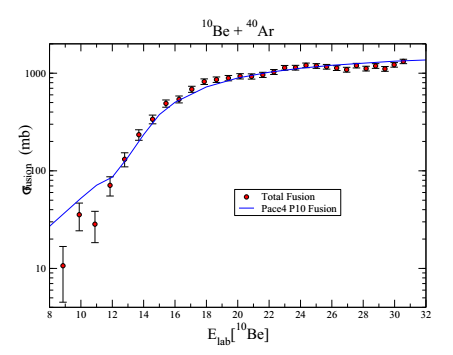 ¹⁰Be + ⁴⁰Ar
σfusion (mb)
1000
100
10
Total Fusion
Pace4 P10 Fusion
8 10 12 14 16 18 20 22 24 26 28 30 32
E_lab[¹⁰Be]